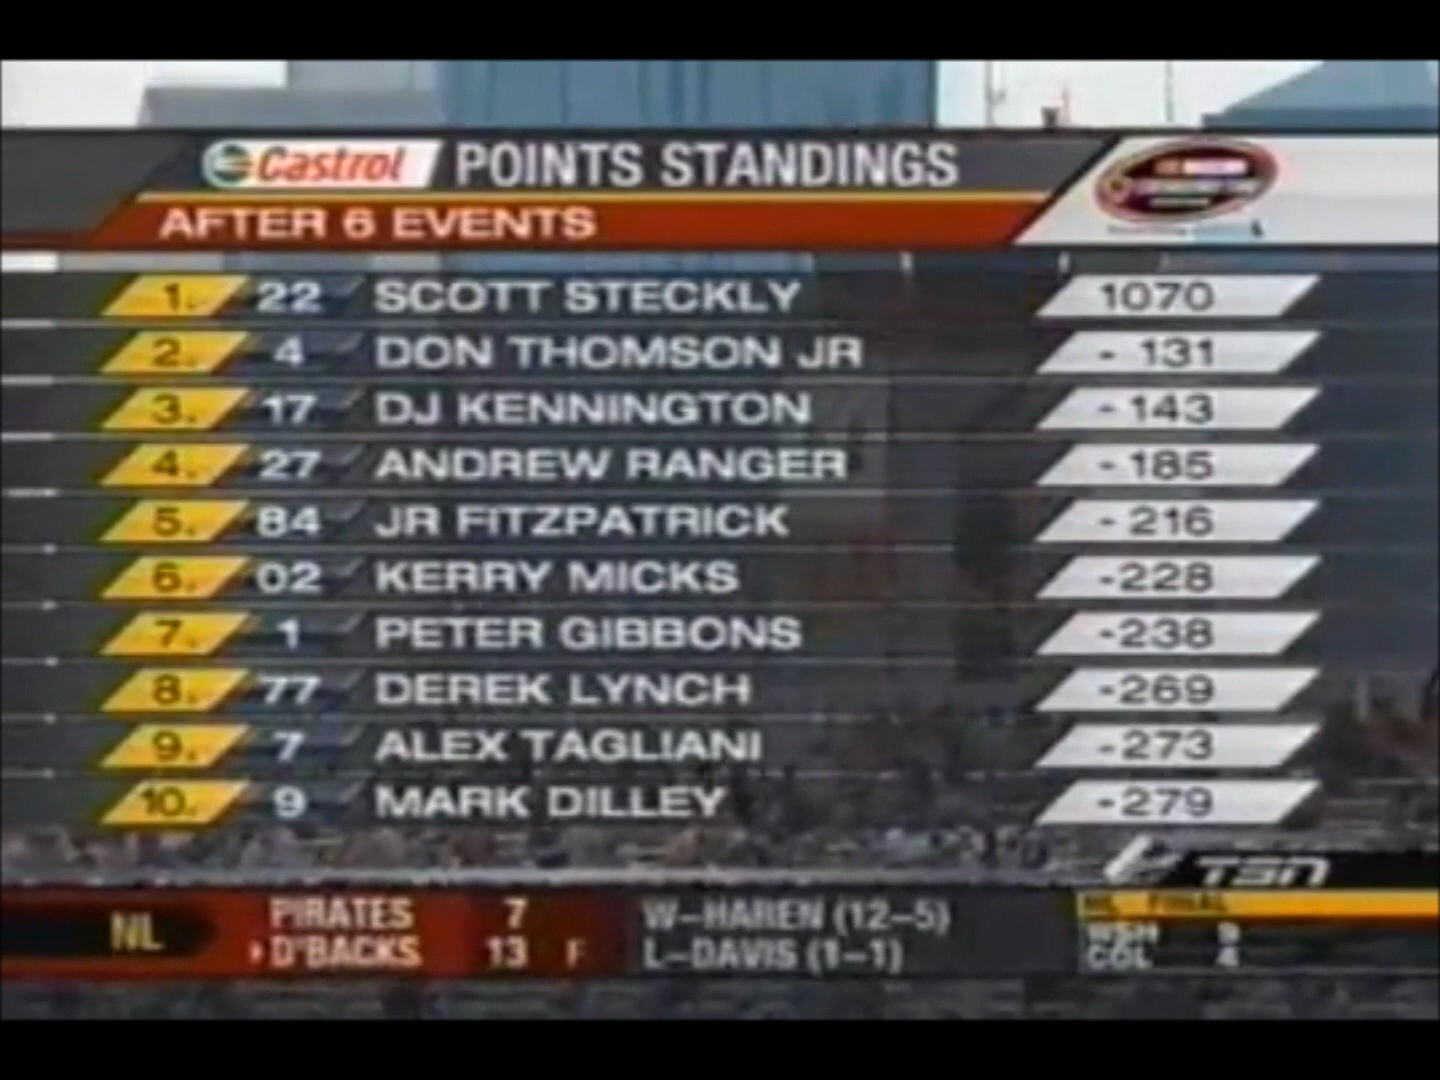 Castrol POINTS STANDINGS
AFTER 6 EVENTS
1. 22 SCOTT STECKLY 1070
2. 4 DON THOMSON JR - 131
3. 17 DJ KENNINGTON - 143
4. 27 ANDREW RANGER - 185
5. 84 JR FITZPATRICK - 216
6. 02 KERRY MICKS -228
7. 1 PETER GIBBONS -238
8. 77 DEREK LYNCH -269
9. 7 ALEX TAGLIANI -273
10. 9 MARK DILLEY -279
TSN
NL PIRATES 7 W-HAREN (12-5)
D'BACKS 13 F L-DAVIS (1-1)
NL FINAL
WSH 9
COL 4